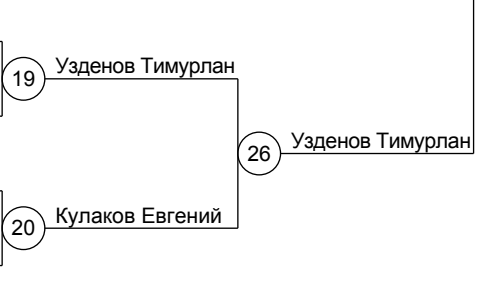 Узденов Тимурлан
19
Узденов Тимурлан
26
Кулаков Евгений
20